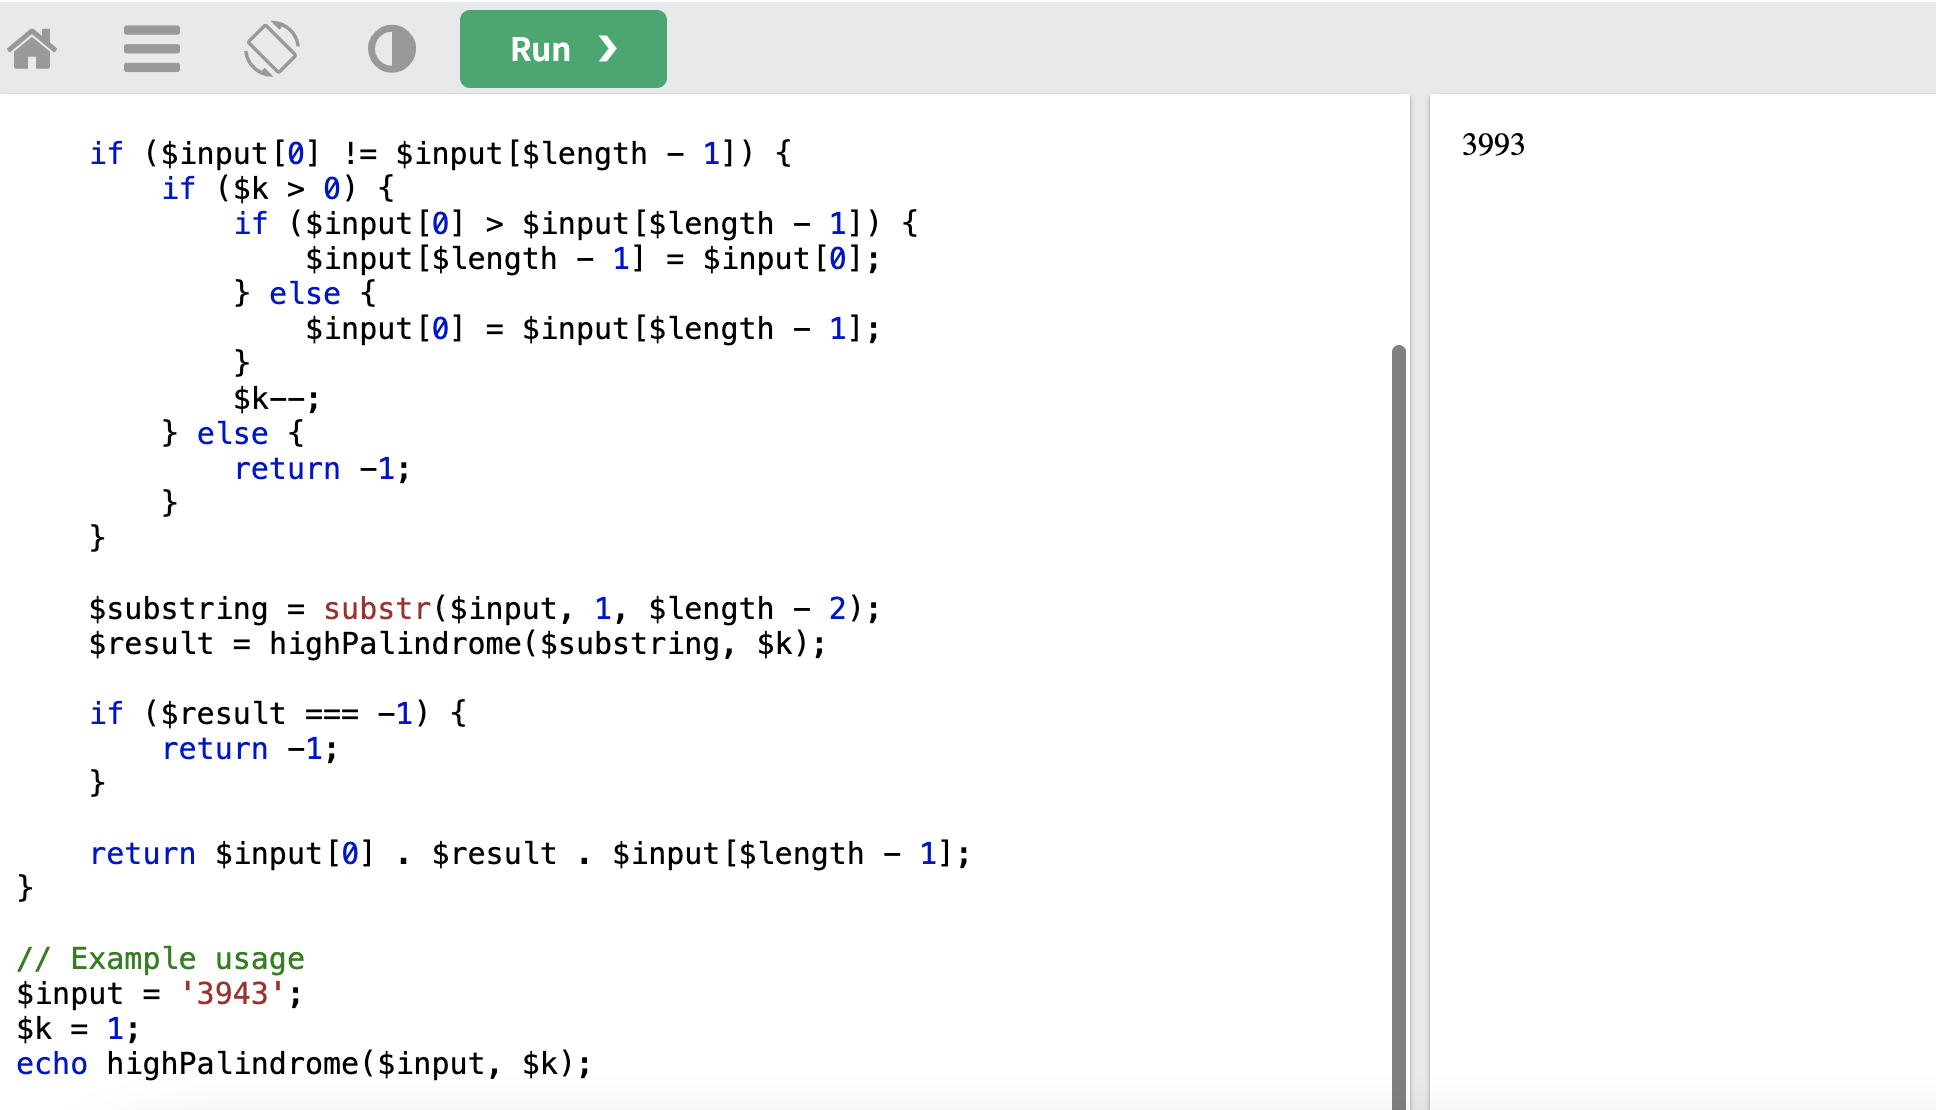 Run ❯
if ($input[0] != $input[$length - 1]) {
if ($k > 0) {
if ($input[0] > $input[$length - 1]) {
$input[$length - 1] = $input[0];
} else {
$input[0] = $input[$length - 1];
}
$k--;
} else {
return -1;
}
}
$substring = substr($input, 1, $length - 2);
$result = highPalindrome($substring, $k);
if ($result === -1) {
return -1;
}
return $input[0] . $result . $input[$length - 1];
}
// Example usage
$input = '3943';
$k = 1;
echo highPalindrome($input, $k);
3993